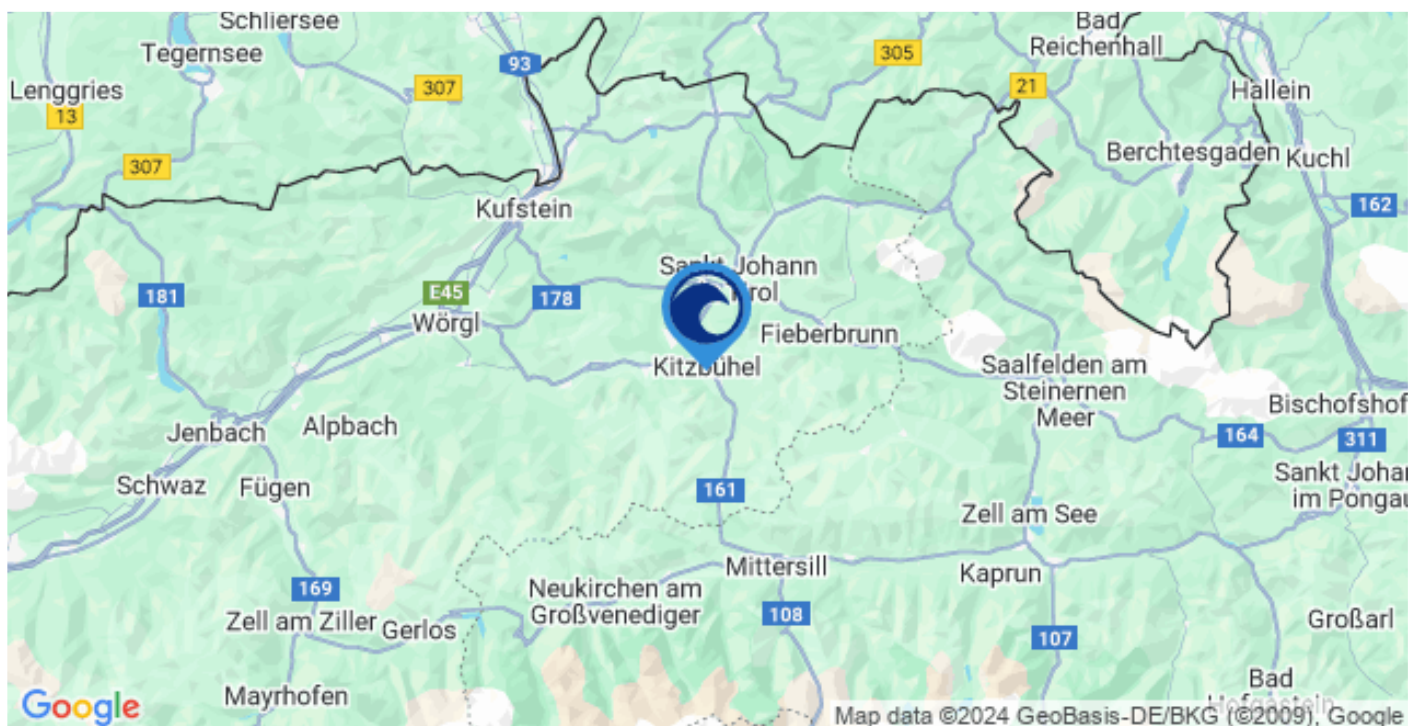 Schliersee
Tegernsee
Bad
Reichenhall
93
305
Lenggries
307
21
Hallein
13
307
Berchtesgaden
Kuchl
Kufstein
162
Sankt Johann
181
E45
178
Wörgl
Fieberbrunn
Kitzbühel
Saalfelden am
Steinernen
Meer
Bischofshof
Jenbach
Alpbach
164
311
Schwaz
Fügen
161
Sankt Johan
im Pongau
Zell am See
Mittersill
Kaprun
169
Neukirchen am
Großvenediger
108
Zell am Ziller
Gerlos
107
Großarl
Mayrhofen
Bad
Hofgastein
Google
Map data ©2024 GeoBasis-DE/BKG (©2009), Google